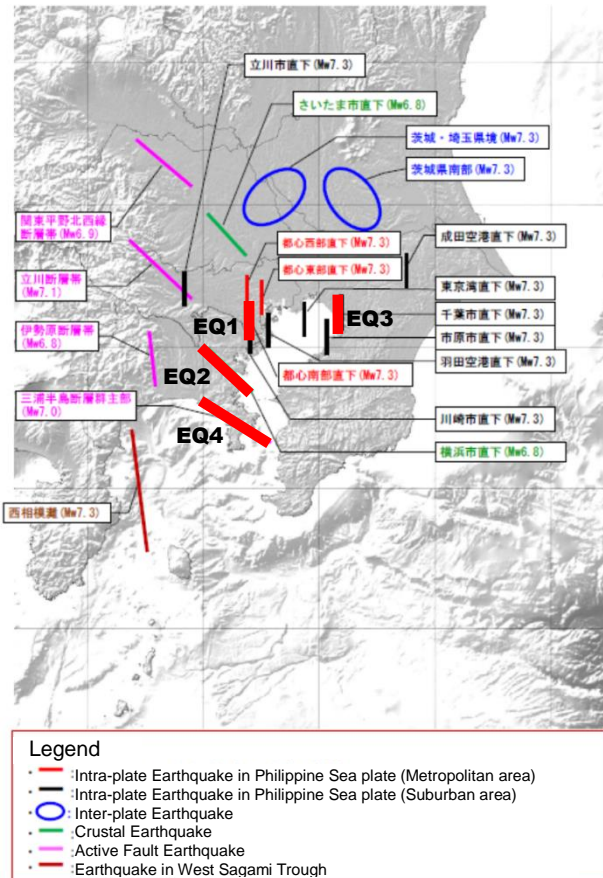 立川市直下(Mw7.3)
さいたま市直下(Mw6.8)
茨城・埼玉県境(Mw7.3)
茨城県南部(Mw7.3)
関東平野北西縁
断層帯(Mw6.9)
都心西部直下(Mw7.3)
成田空港直下(Mw7.3)
都心東部直下(Mw7.3)
立川断層帯
(Mw7.1)
東京湾直下(Mw7.3)
EQ1
EQ3
千葉市直下(Mw7.3)
伊勢原断層帯
(Mw6.8)
市原市直下(Mw7.3)
EQ2
羽田空港直下(Mw7.3)
都心南部直下(Mw7.3)
三浦半島断層群主部
(Mw7.0)
川崎市直下(Mw7.3)
EQ4
横浜市直下(Mw6.8)
西相模灘(Mw7.3)
Legend
:Intra-plate Earthquake in Philippine Sea plate (Metropolitan area)
:Intra-plate Earthquake in Philippine Sea plate (Suburban area)
:Inter-plate Earthquake
:Crustal Earthquake
:Active Fault Earthquake
:Earthquake in West Sagami Trough